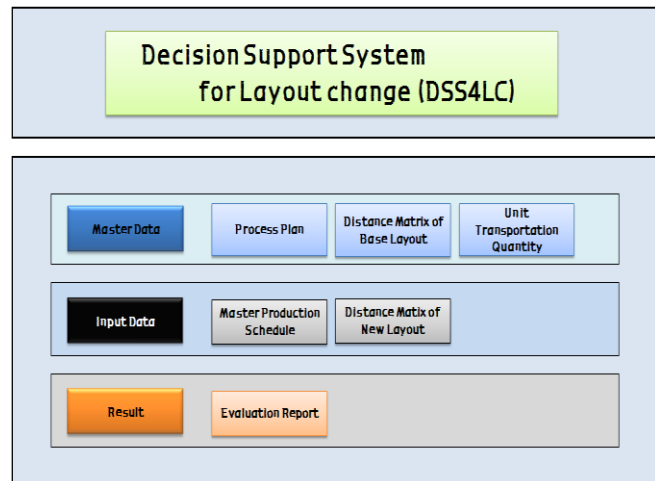 Decision Support System
for Layout change (DSS4LC)
Master Data
Process Plan
Distance Matrix of
Base Layout
Unit
Transportation
Quantity
Input Data
Master Production
Schedule
Distance Matix of
New Layout
Result
Evaluation Report